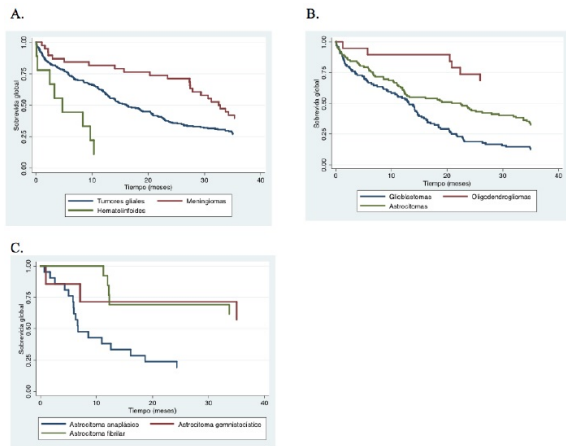 A.
1.00
0.75
0.50
0.25
0.00
Sobrevida global
0 10 20 30 40
Tiempo (meses)
Tumores gliales Meningiomas
Hematolinfoides
B.
1.00
0.75
0.50
0.25
0.00
Sobrevida global
0 10 20 30 40
Tiempo (meses)
Glioblastomas Oligodendrogliomas
Astrocitomas
C.
1.00
0.75
0.50
0.25
0.00
Sobrevida global
0 10 20 30 40
Tiempo (meses)
Astrocitoma anaplasico Astrocitoma gemnistocistico
Astrocitoma fibrilar